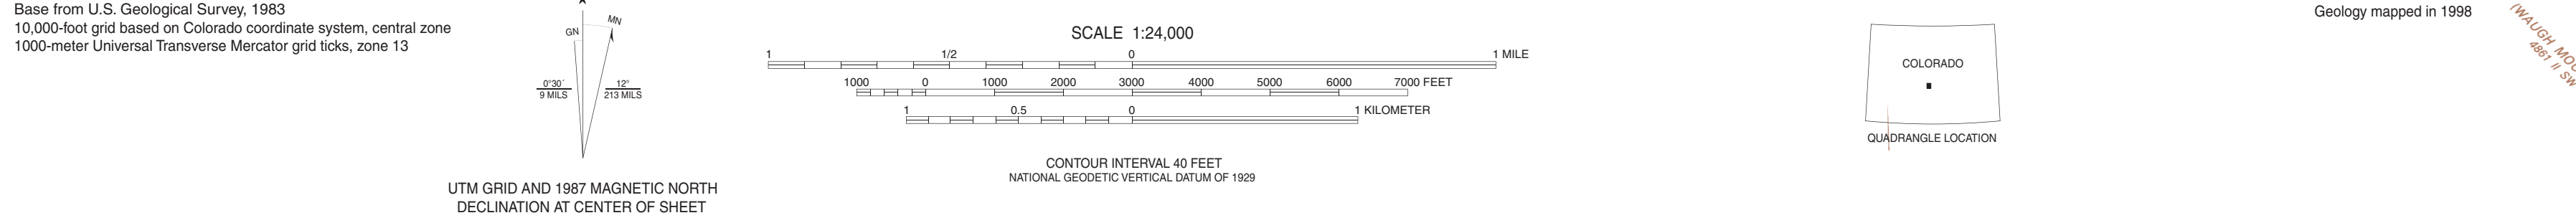 Base from U.S. Geological Survey, 1983
10,000-foot grid based on Colorado coordinate system, central zone
1000-meter Universal Transverse Mercator grid ticks, zone 13
GN
MN
0°30´
9 MILS
12°
213 MILS
UTM GRID AND 1987 MAGNETIC NORTH
DECLINATION AT CENTER OF SHEET
SCALE 1:24,000
1 1/2 0 1 MILE
1000 0 1000 2000 3000 4000 5000 6000 7000 FEET
1 0.5 0 1 KILOMETER
CONTOUR INTERVAL 40 FEET
NATIONAL GEODETIC VERTICAL DATUM OF 1929
COLORADO
QUADRANGLE LOCATION
Geology mapped in 1998
(WAUGH
4861 II SW